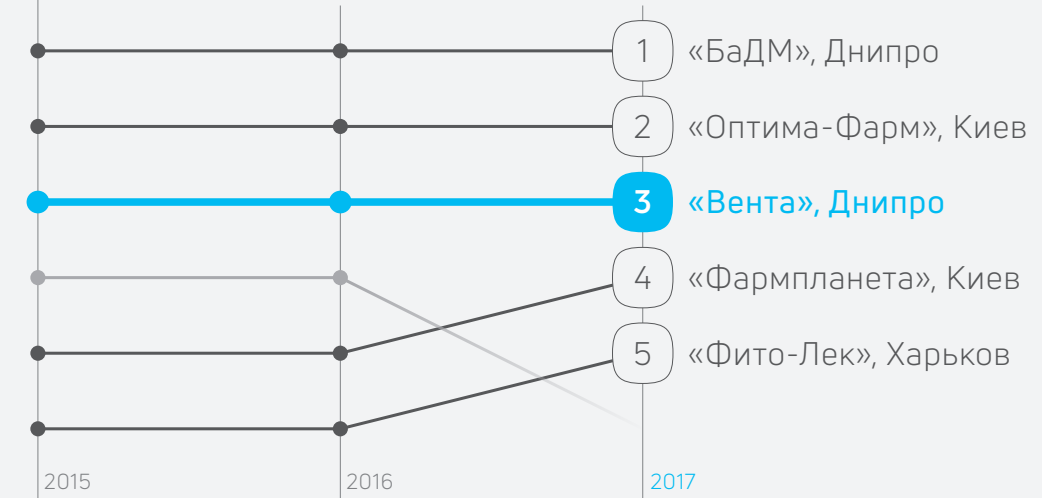 1 «БаДМ», Днипро
2 «Оптима-Фарм», Киев
3 «Вента», Днипро
4 «Фармпланета», Киев
5 «Фито-Лек», Харьков
2015 2016 2017